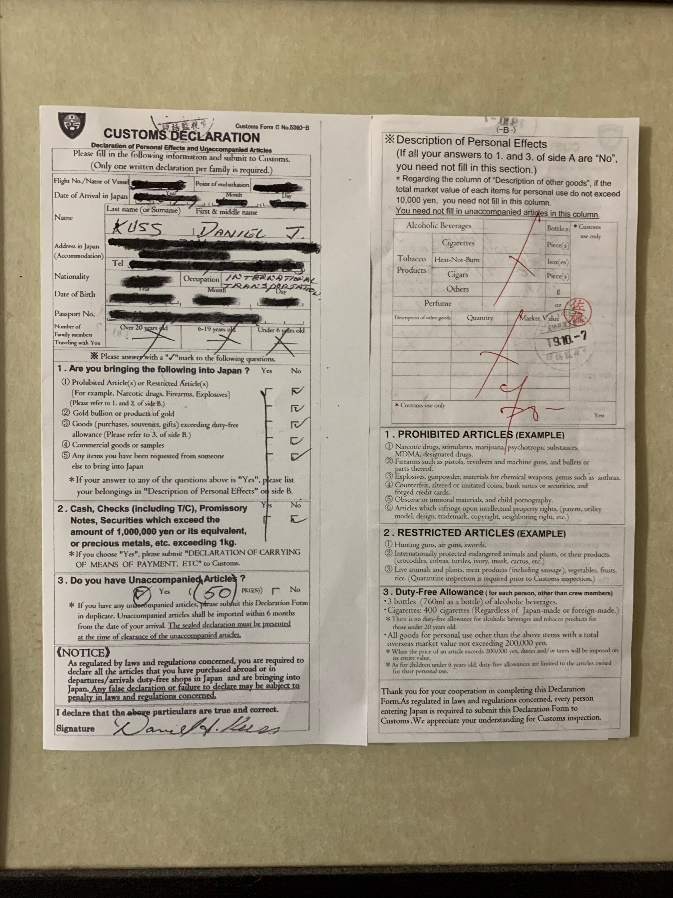 Customs Form C No.5360-B
CUSTOMS DECLARATION
Declaration of Personal Effects and Unaccompanied Articles
Please fill in the following information and submit to Customs.
(Only one written declaration per family is required.)
Flight No./Name of Vessel
Point of embarkation
Date of Arrival in Japan
Year Month Day
Last name (or Surname) First & middle name
Name
KUSS DANIEL J.
Address in Japan
(Accommodation)
Tel
Nationality
Occupation INTERNATIONAL
TRANSPORTATION
Date of Birth
Year Month Day
Passport No.
Number of
Family members
Traveling with You
Over 20 years old 6-19 years old Under 6 years old
※ Please answer with a "✓" mark to the following questions.
1. Are you bringing the following into Japan ? Yes No
① Prohibited Article(s) or Restricted Article(s)
[For example, Narcotic drugs, Firearms, Explosives]
(Please refer to 1. and 2. of side B.)
② Gold bullion or products of gold
③ Goods (purchases, souvenirs, gifts) exceeding duty-free
allowance (Please refer to 3. of side B.)
④ Commercial goods or samples
⑤ Any items you have been requested from someone
else to bring into Japan
*If your answer to any of the questions above is "Yes", please list
your belongings in "Description of Personal Effects" on side B.
2. Cash, Checks (including T/C), Promissory Yes No
Notes, Securities which exceed the
amount of 1,000,000 yen or its equivalent,
or precious metals, etc. exceeding 1kg.
*If you choose "Yes", please submit "DECLARATION OF CARRYING
OF MEANS OF PAYMENT, ETC" to Customs.
3. Do you have Unaccompanied Articles ?
Yes (50) PKG(S) No
* If you have any unaccompanied articles, please submit this Declaration Form
in duplicate. Unaccompanied articles shall be imported within 6 months
from the date of your arrival. The sealed declaration must be presented
at the time of clearance of the unaccompanied articles.
《NOTICE》
As regulated by laws and regulations concerned, you are required to
declare all the articles that you have purchased abroad or in
departures/arrivals duty-free shops in Japan and are bringing into
Japan. Any false declaration or failure to declare may be subject to
penalty in laws and regulations concerned.
I declare that the above particulars are true and correct.
Signature
(-B-)
※Description of Personal Effects
(If all your answers to 1. and 3. of side A are "No",
you need not fill in this section.)
* Regarding the column of "Description of other goods", if the
total market value of each items for personal use do not exceed
10,000 yen, you need not fill in this column.
You need not fill in unaccompanied articles in this column.
Alcoholic Beverages Bottle(s) * Customs
use only
Tobacco
Products
Cigarettes Piece(s)
Heat-Not-Burn box(es)
Cigars Piece(s)
Others g
Perfume oz
Description of other goods Quantity Market Value
19.10.-7
* Customs use only
Yen
1. PROHIBITED ARTICLES (EXAMPLE)
① Narcotic drugs, stimulants, marijuana, psychotropic substances,
MDMA, designated drugs.
② Firearms such as pistols, revolvers and machine guns, and bullets or
parts thereof.
③ Explosives, gunpowder, materials for chemical weapons, germs such as anthrax.
④ Counterfeit, altered or imitated coins, bank notes or securities, and
forged credit cards.
⑤ Obscene or immoral materials, and child pornography.
⑥ Articles which infringe upon intellectual property rights, (patent, utility
model, design, trademark, copyright, neighboring right, etc.)
2. RESTRICTED ARTICLES (EXAMPLE)
① Hunting guns, air guns, swords.
② Internationally protected endangered animals and plants, or their products.
(crocodiles, cobras, turtles, ivory, musk, cactus, etc.)
③ Live animals and plants, meat products (including sausage), vegetables, fruits,
rice. (Quarantine inspection is required prior to Customs inspection.)
3. Duty-Free Allowance (for each person, other than crew members)
・3 bottles (760ml as a bottle) of alcoholic beverages.
・Cigarettes: 400 cigarettes (Regardless of Japan-made or foreign-made.)
* There is no duty-free allowance for alcoholic beverages and tobacco products for
those under 20 years old.
・All goods for personal use other than the above items with a total
overseas market value not exceeding 200,000 yen.
* When the price of an article exceeds 200,000 yen, duties and/or taxes will be imposed on
its entire value.
* As for children under 6 years old, duty-free allowances are limited to the articles owned
for their personal use.
Thank you for your cooperation in completing this Declaration
Form. As regulated in laws and regulations concerned, every person
entering Japan is required to submit this Declaration Form to
Customs. We appreciate your understanding for Customs inspection.